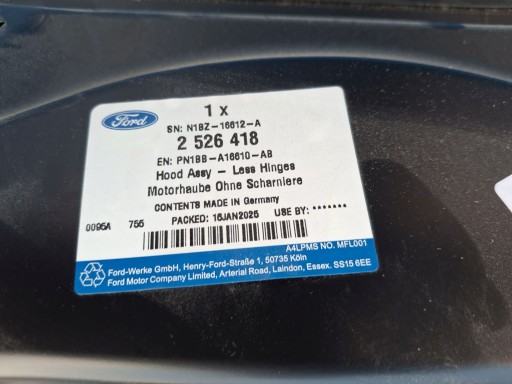 Ford
1 x
SN: N1BZ-16612-A
2 526 418
EN: PN1BB-A16610-AB
Hood Assy - Less Hinges
Motorhaube Ohne Scharniere
CONTENTS MADE IN Germany
0095A 755 PACKED: 15JAN2025 USE BY: *******
A4LPMS NO. MFL001
Ford-Werke GmbH, Henry-Ford-Straße 1, 50735 Köln
Ford Motor Company Limited, Arterial Road, Laindon, Essex. SS15 6EE